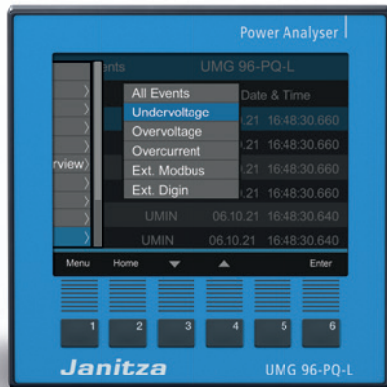 Power Analyser
ents UMG 96-PQ-L
All Events
Date & Time
Undervoltage
.21 16:48:30.660
Overvoltage
.21 16:48:30.660
Overcurrent
rview)
Ext. Modbus
.21 16:48:30.660
Ext. Digin
.21 16:48:30.660
UMIN 06.10.21 16:48:30.640
UMIN 06.10.21 16:48:30.640
Menu Home Enter
1 2 3 4 5 6
Janitza UMG 96-PQ-L